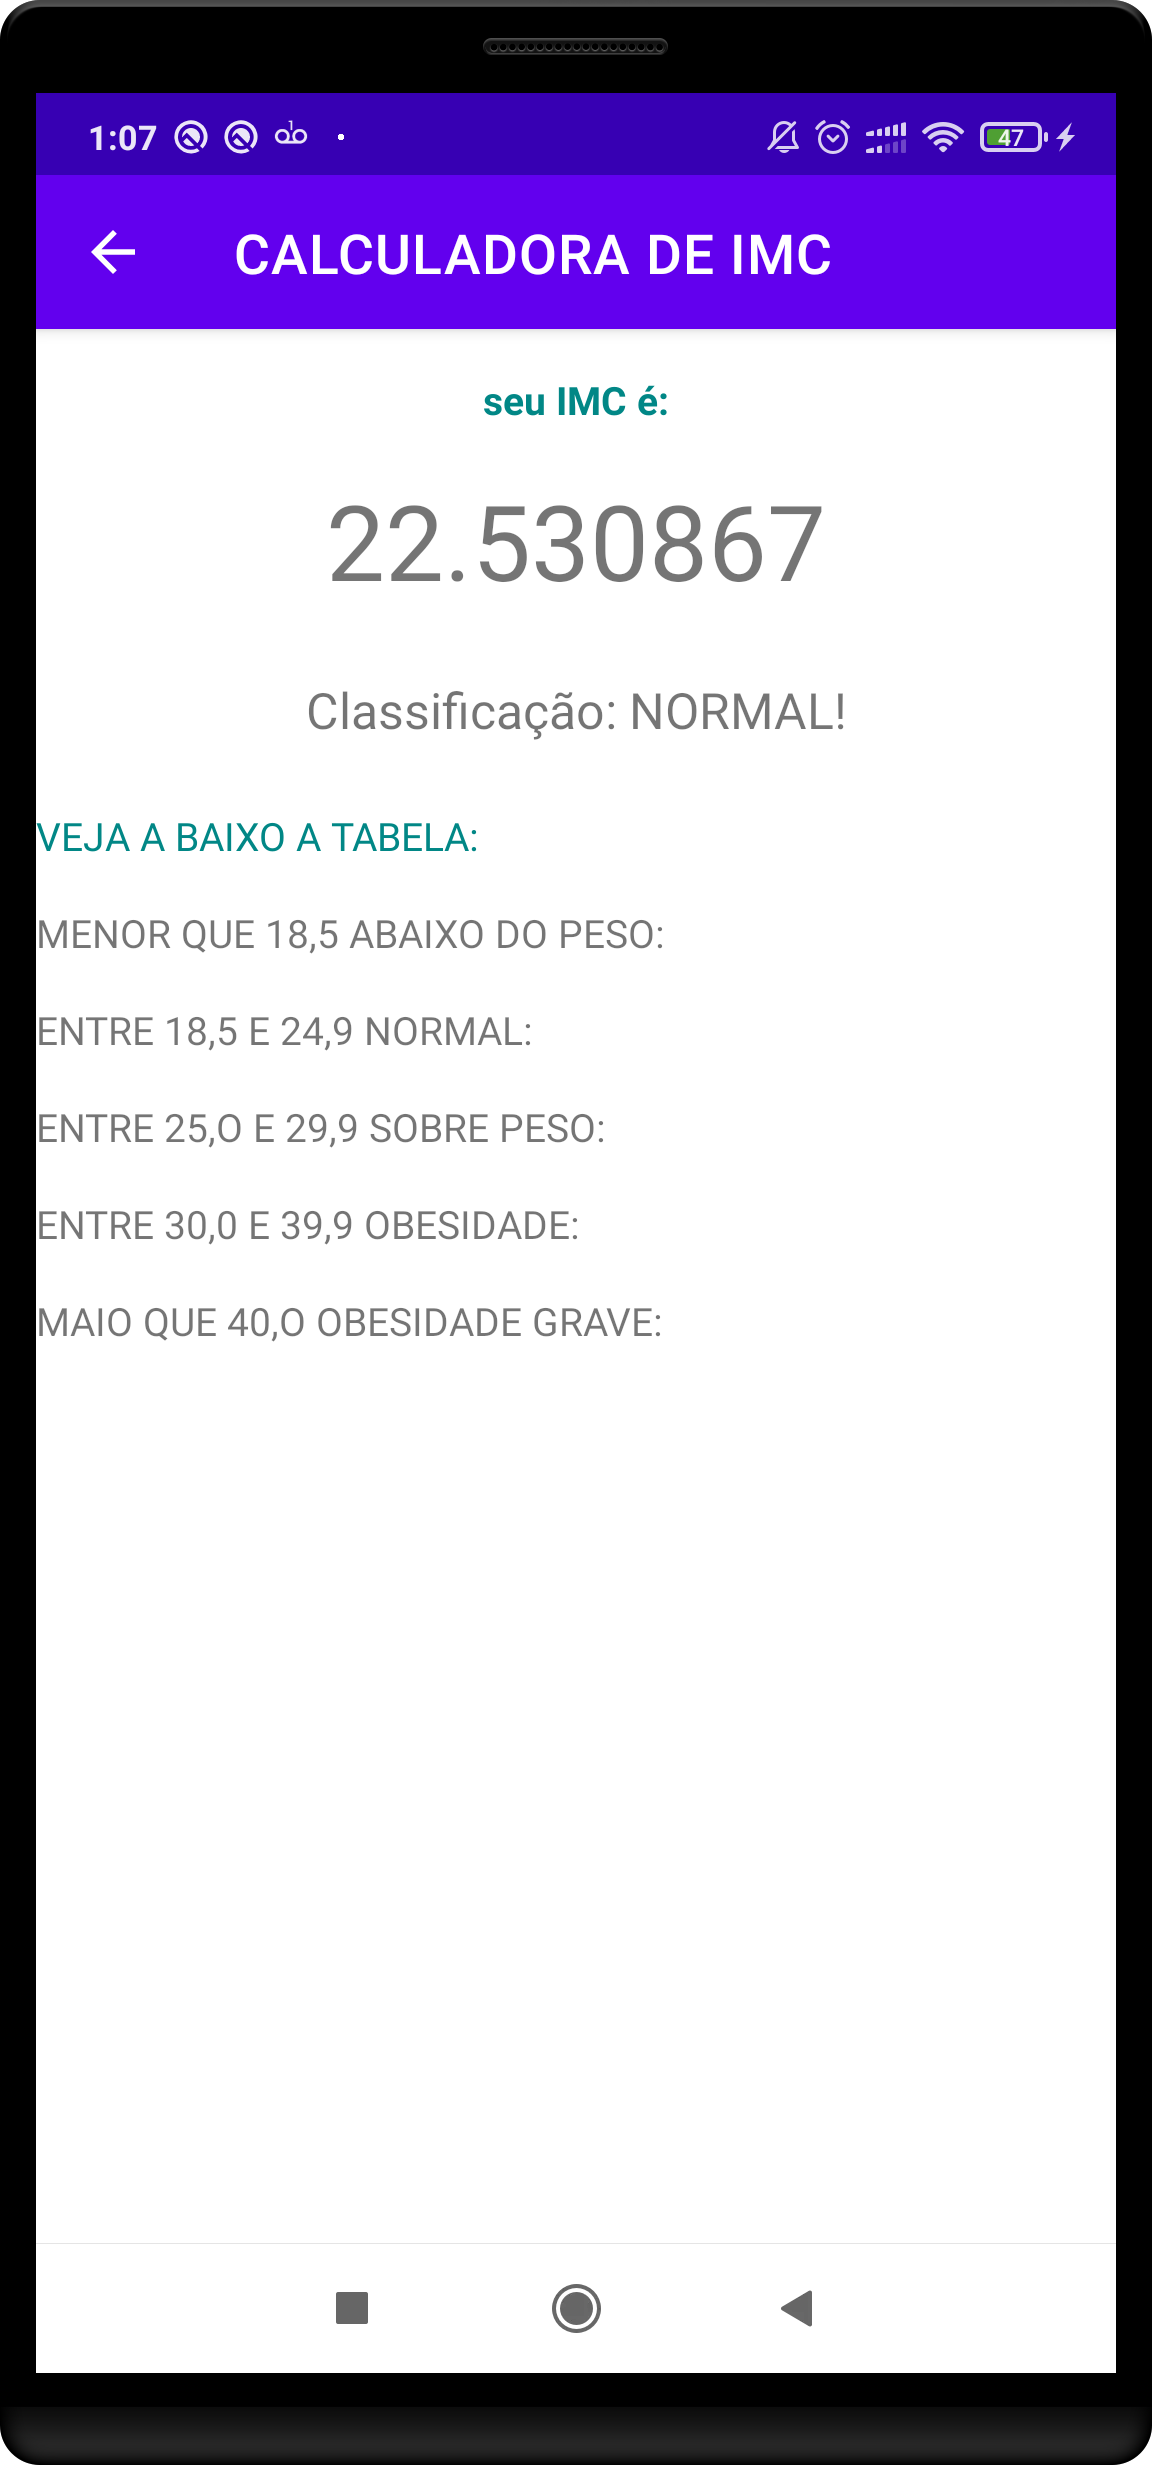 1:07
47
CALCULADORA DE IMC
seu IMC é:
22.530867
Classificação: NORMAL!
VEJA A BAIXO A TABELA:
MENOR QUE 18,5 ABAIXO DO PESO:
ENTRE 18,5 E 24,9 NORMAL:
ENTRE 25,O E 29,9 SOBRE PESO:
ENTRE 30,0 E 39,9 OBESIDADE:
MAIO QUE 40,O OBESIDADE GRAVE: